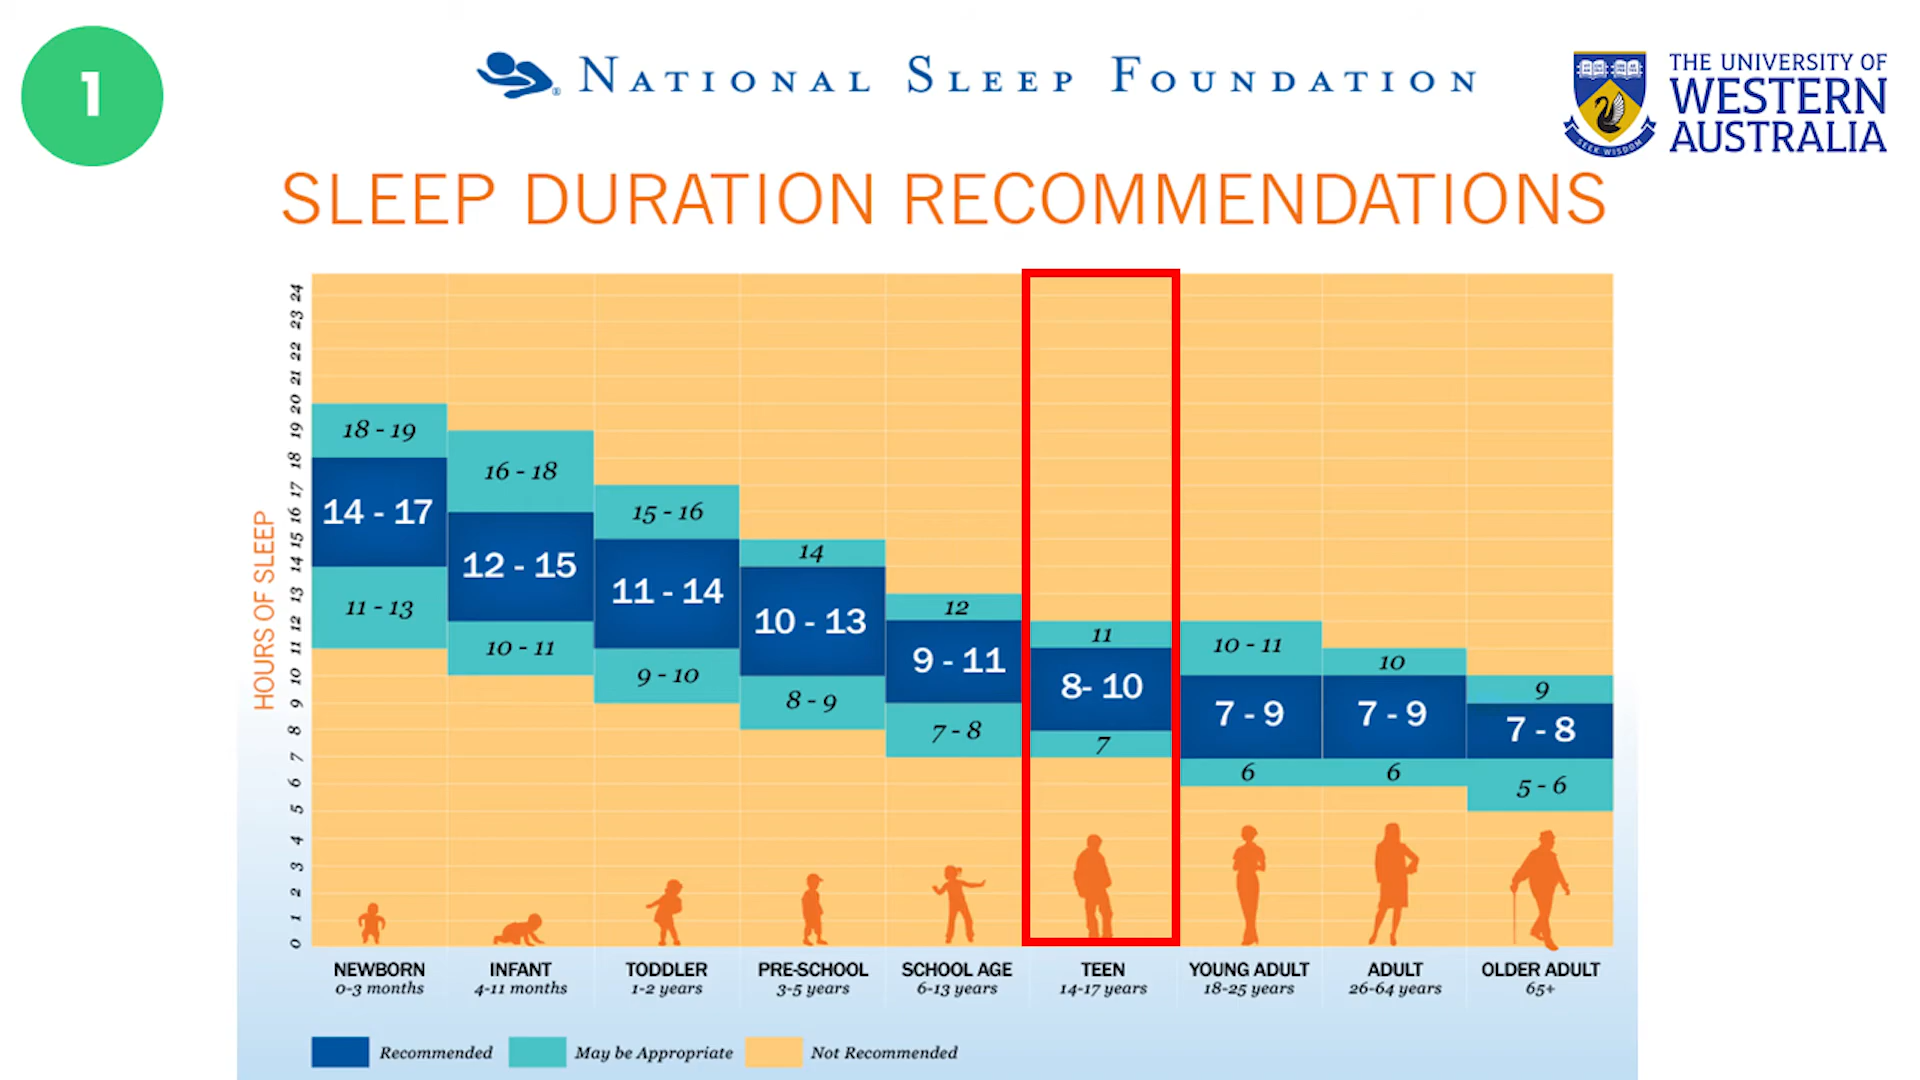 1
NATIONAL SLEEP FOUNDATION
THE UNIVERSITY OF
WESTERN
AUSTRALIA
SEEK WISDOM
SLEEP DURATION RECOMMENDATIONS
HOURS OF SLEEP
24
23
22
21
20
19
18
17
16
15
14
13
12
11
10
9
8
7
6
5
4
3
2
1
0
18 - 19
14 - 17
11 - 13
16 - 18
12 - 15
10 - 11
15 - 16
11 - 14
9 - 10
14
10 - 13
8 - 9
12
9 - 11
7 - 8
11
8- 10
7
10 - 11
7 - 9
6
10
7 - 9
6
9
7 - 8
5 - 6
NEWBORN
0-3 months
INFANT
4-11 months
TODDLER
1-2 years
PRE-SCHOOL
3-5 years
SCHOOL AGE
6-13 years
TEEN
14-17 years
YOUNG ADULT
18-25 years
ADULT
26-64 years
OLDER ADULT
65+
Recommended
May be Appropriate
Not Recommended